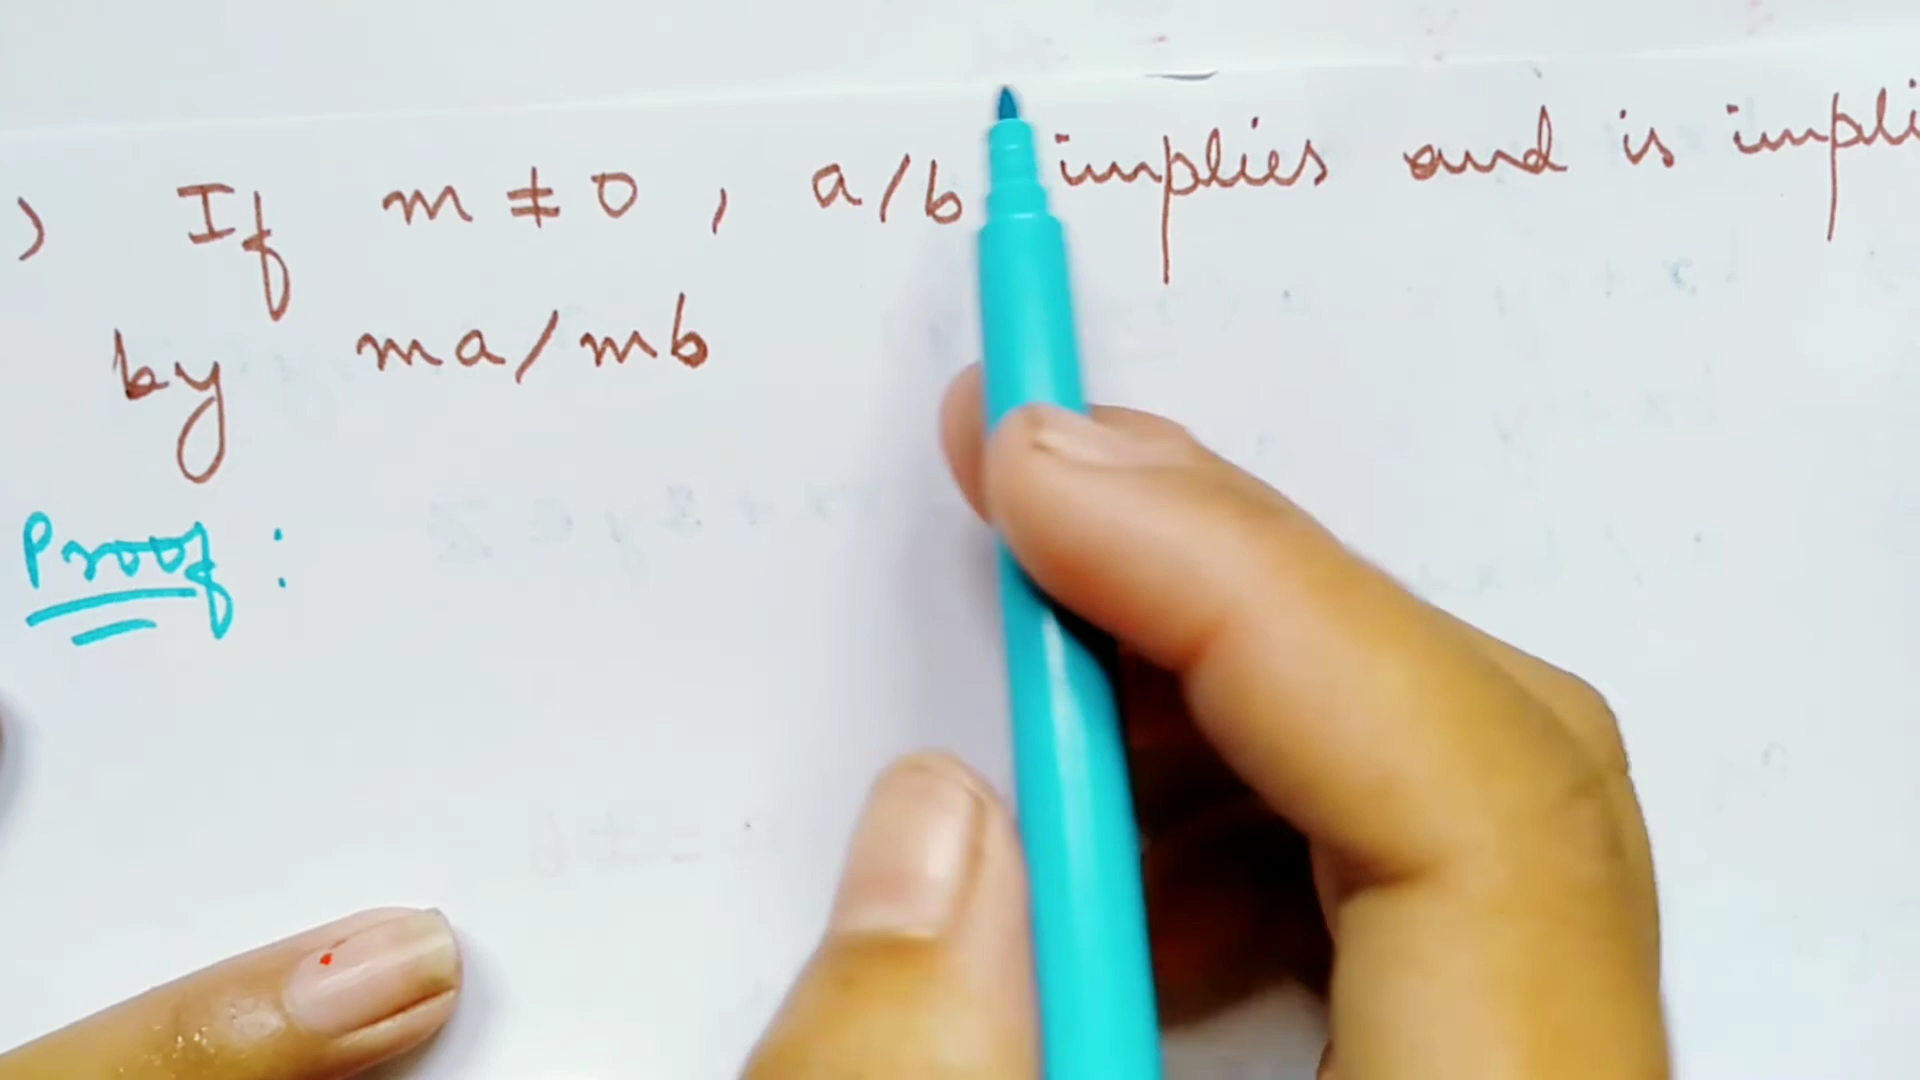 ) If m ≠ 0, a/b implies and is impli
by ma/mb
Proof :